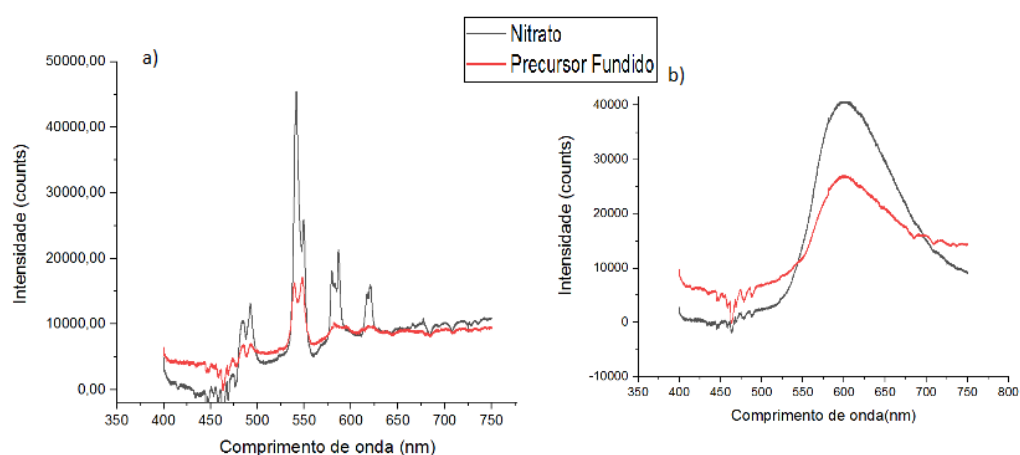 Nitrato
Precursor Fundido
a)
50000,00
40000,00
30000,00
20000,00
10000,00
0,00
Intensidade (counts)
350 400 450 500 550 600 650 700 750 800
Comprimento de onda (nm)
b)
40000
30000
20000
10000
0
-10000
Intensidade (counts)
350 400 450 500 550 600 650 700 750 800
Comprimento de onda(nm)